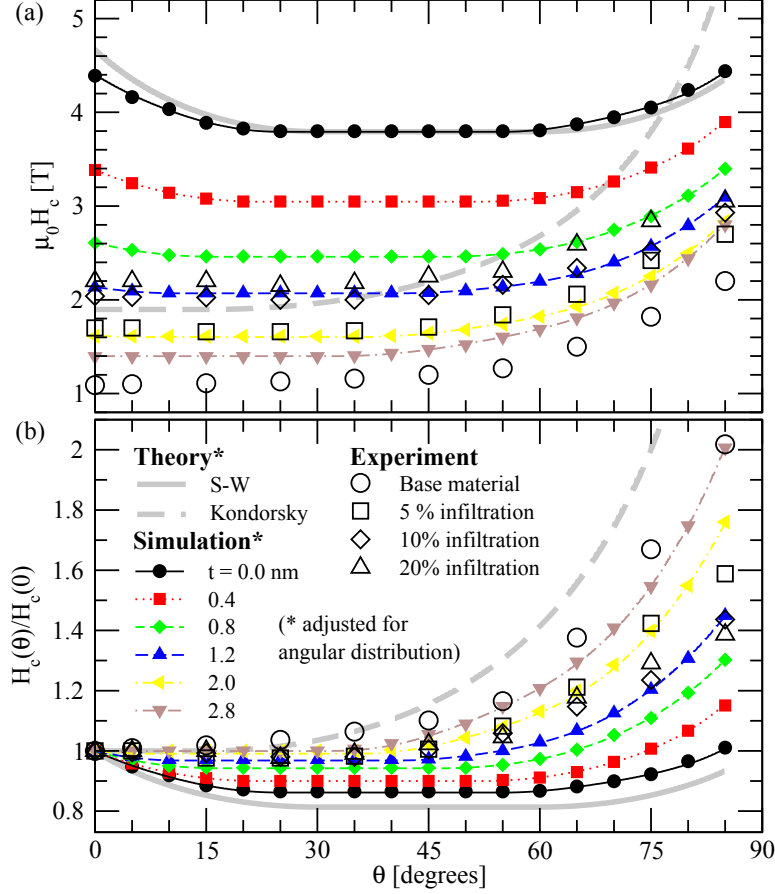 (a)
5
4
3
2
1
μ0Hc [T]
(b)
2
1.8
1.6
1.4
1.2
1.0
0.8
Hc(θ)/Hc(0)
Theory*
S-W
Kondorsky
Simulation*
t = 0.0 nm
0.4
0.8
1.2
2.0
2.8
Experiment
Base material
5 % infiltration
10% infiltration
20% infiltration
(* adjusted for
angular distribution)
0 15 30 45 60 75 90
θ [degrees]